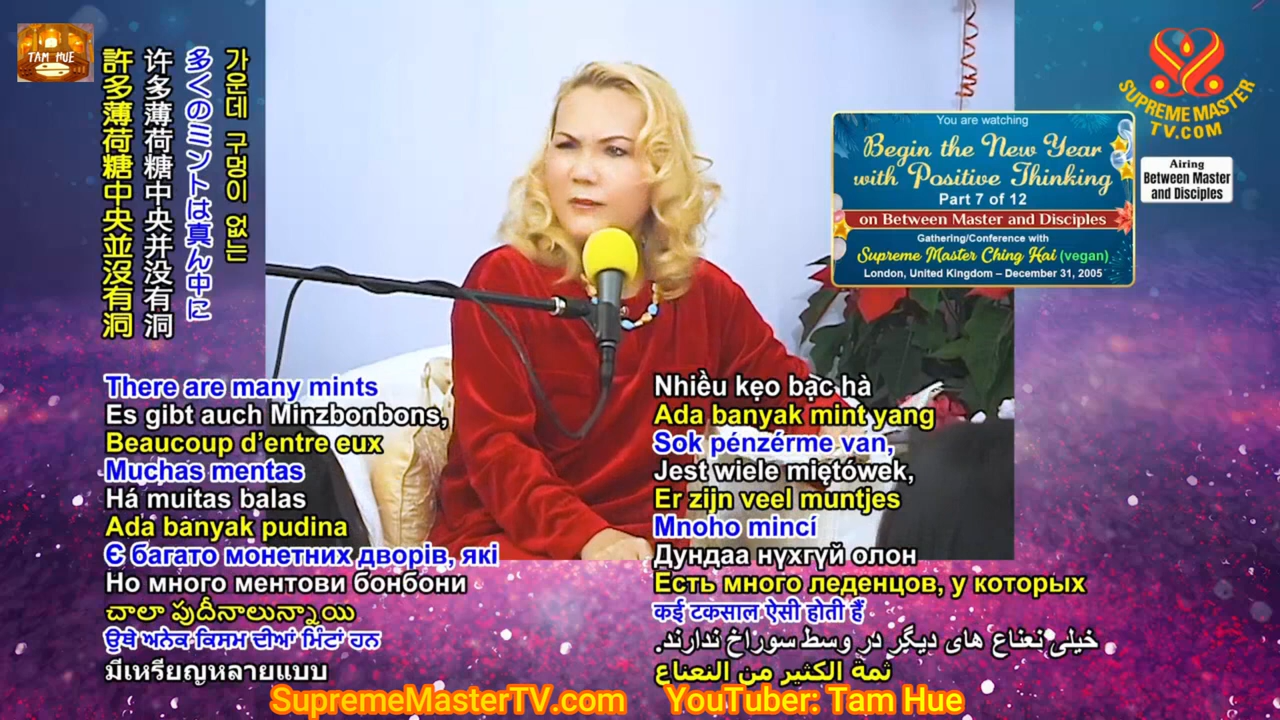 TAM HUE
許多薄荷糖中央並沒有洞
许多薄荷糖中央并没有洞
多くのミントは真ん中に
가운데 구멍이 없는
SUPREME MASTER
TV.COM
You are watching
Begin the New Year
with Positive Thinking
Part 7 of 12
on Between Master and Disciples
Gathering/Conference with
Supreme Master Ching Hai (vegan)
London, United Kingdom – December 31, 2005
Airing
Between Master
and Disciples
There are many mints
Es gibt auch Minzbonbons,
Beaucoup d’entre eux
Muchas mentas
Há muitas balas
Ada banyak pudina
Є багато монетних дворів, які
Но много ментови бонбони
చాలా పుదీనాలున్నాయి
ਉਥੇ ਅਨੇਕ ਕਿਸਮ ਦੀਆਂ ਮਿੰਟਾਂ ਹਨ
มีเหรียญหลายแบบ
Nhiều kẹo bạc hà
Ada banyak mint yang
Sok pénzérme van,
Jest wiele miętówek,
Er zijn veel muntjes
Mnoho mincí
Дундаа нүхгүй олон
Есть много леденцов, у которых
कई टकसाल ऐसी होती हैं
خیلی نعناع های دیگر در وسط سوراخ ندارند.
ثمة الكثير من النعناع
SupremeMasterTV.com YouTuber: Tam Hue